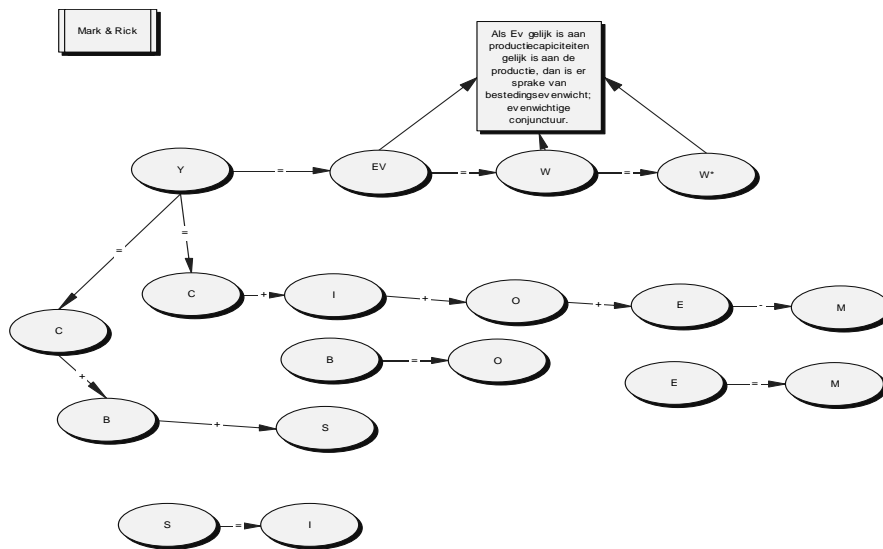 Mark & Rick
Als Ev gelijk is aan
productiecapiciteiten
gelijk is aan de
productie, dan is er
sprake van
bestedingsevenwicht;
evenwichtige
conjunctuur.
Y = EV = W = W*
= =
C + I + O + E - M
C
B = O
E = M
+
B + S
S = I